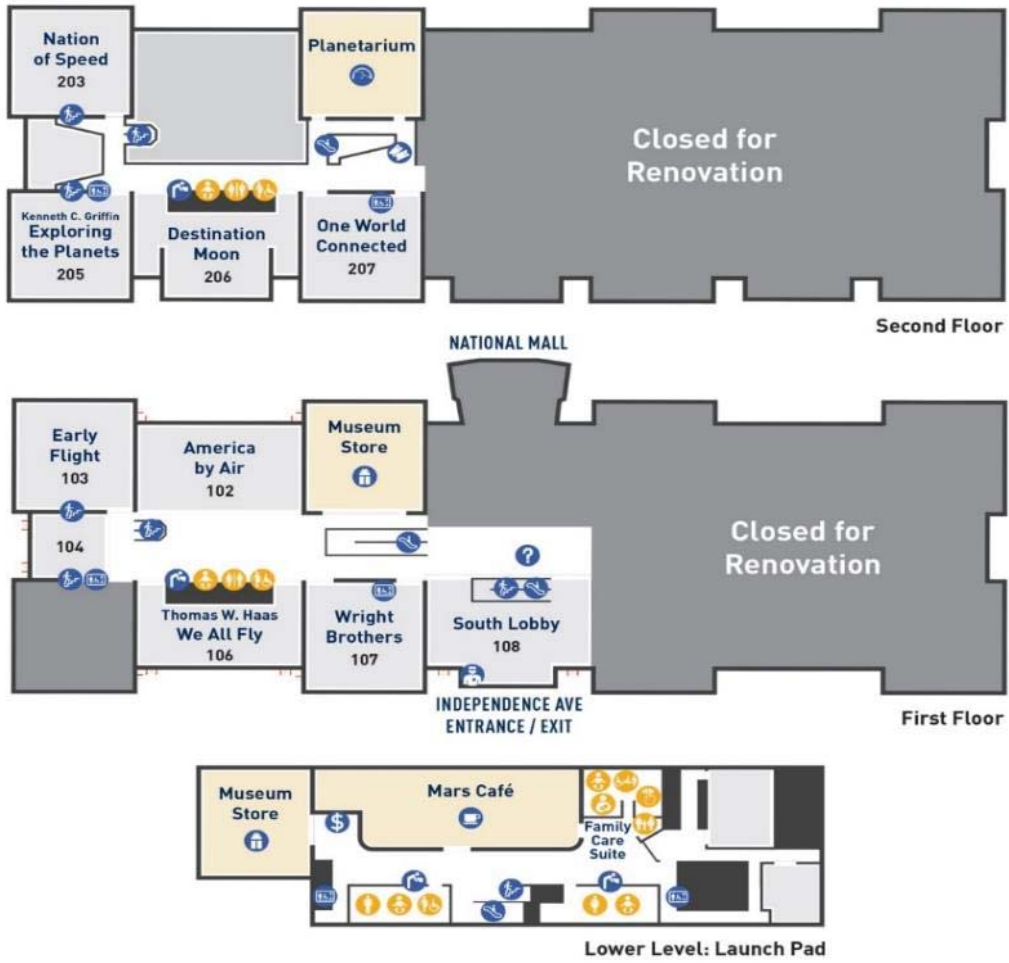 Nation
of Speed
203
Planetarium
Closed for
Renovation
Kenneth C. Griffin
Exploring
the Planets
205
Destination
Moon
206
One World
Connected
207
Second Floor
NATIONAL MALL
Early
Flight
103
America
by Air
102
Museum
Store
104
?
Closed for
Renovation
Thomas W. Haas
We All Fly
106
Wright
Brothers
107
South Lobby
108
INDEPENDENCE AVE
ENTRANCE / EXIT
First Floor
Museum
Store
$
Mars Café
Family
Care
Suite
Lower Level: Launch Pad